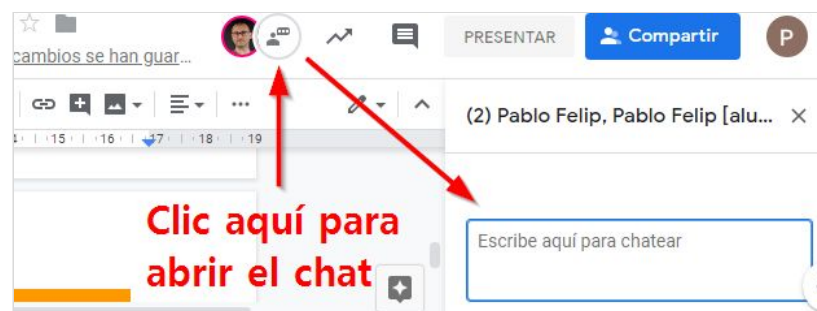 cambios se han guar...
PRESENTAR
Compartir
P
15 16 17 18 19
(2) Pablo Felip, Pablo Felip [alu...
Clic aquí para
abrir el chat
Escribe aquí para chatear